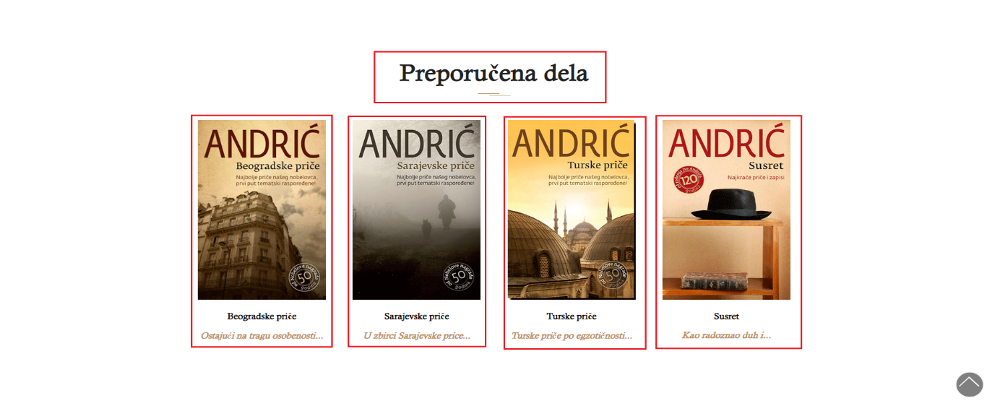 Preporučena dela
ANDRIĆ
Beogradske priče
Najbolje priče našeg nobelovca,
prvi put tematski raspoređene!
50
po Nobelove nagrade
godina
Beogradske priče
Ostajući na tragu osobenosti...
ANDRIĆ
Sarajevske priče
Najbolje priče našeg nobelovca,
prvi put tematski raspoređene!
50
po Nobelove nagrade
godina
Sarajevske priče
U zbirci Sarajevske price...
ANDRIĆ
Turske priče
Najbolje priče našeg nobelovca,
prvi put tematski raspoređene!
50
po Nobelove nagrade
godina
Turske priče
Turske priče po egzotičnosti...
ANDRIĆ
Susret
Najkraće priče i zapisi
120
rođenja Ive Andrića
godina
Susret
Kao radoznao duh i...